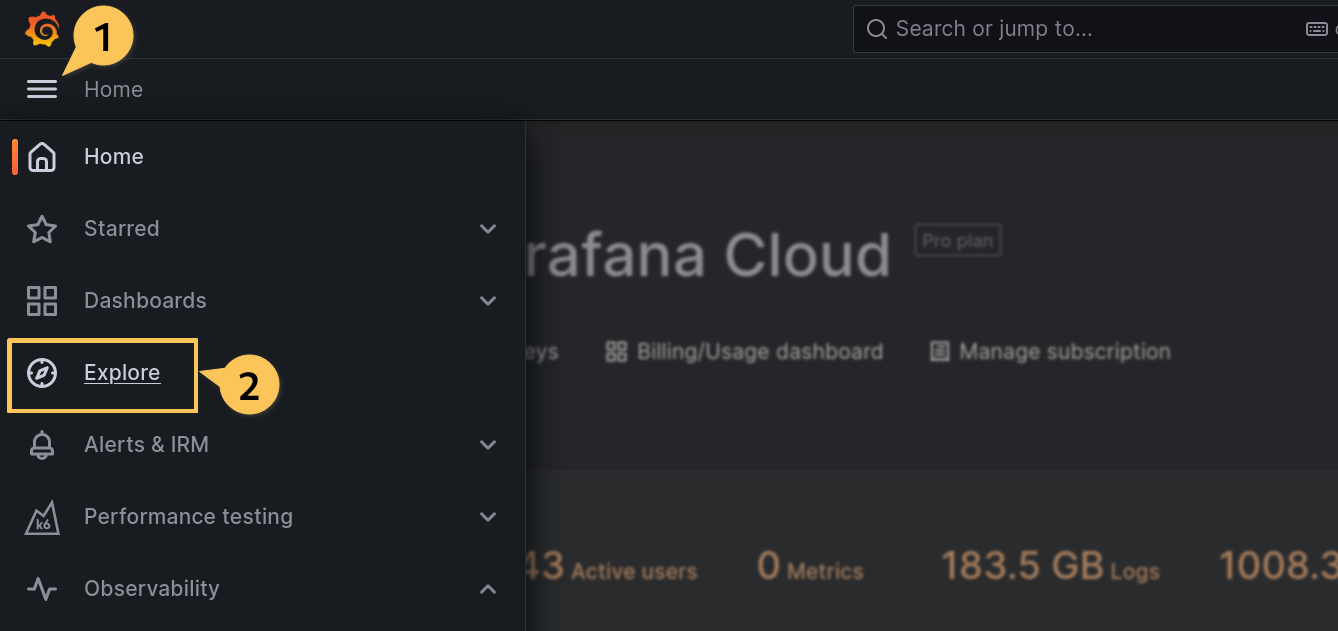 1
Search or jump to...
Home
Home
Starred
Dashboards
Explore
2
Alerts & IRM
k6
Performance testing
Observability
rafana Cloud
Pro plan
eys
Billing/Usage dashboard
Manage subscription
43 Active users
0 Metrics
183.5 GB Logs
1008.3